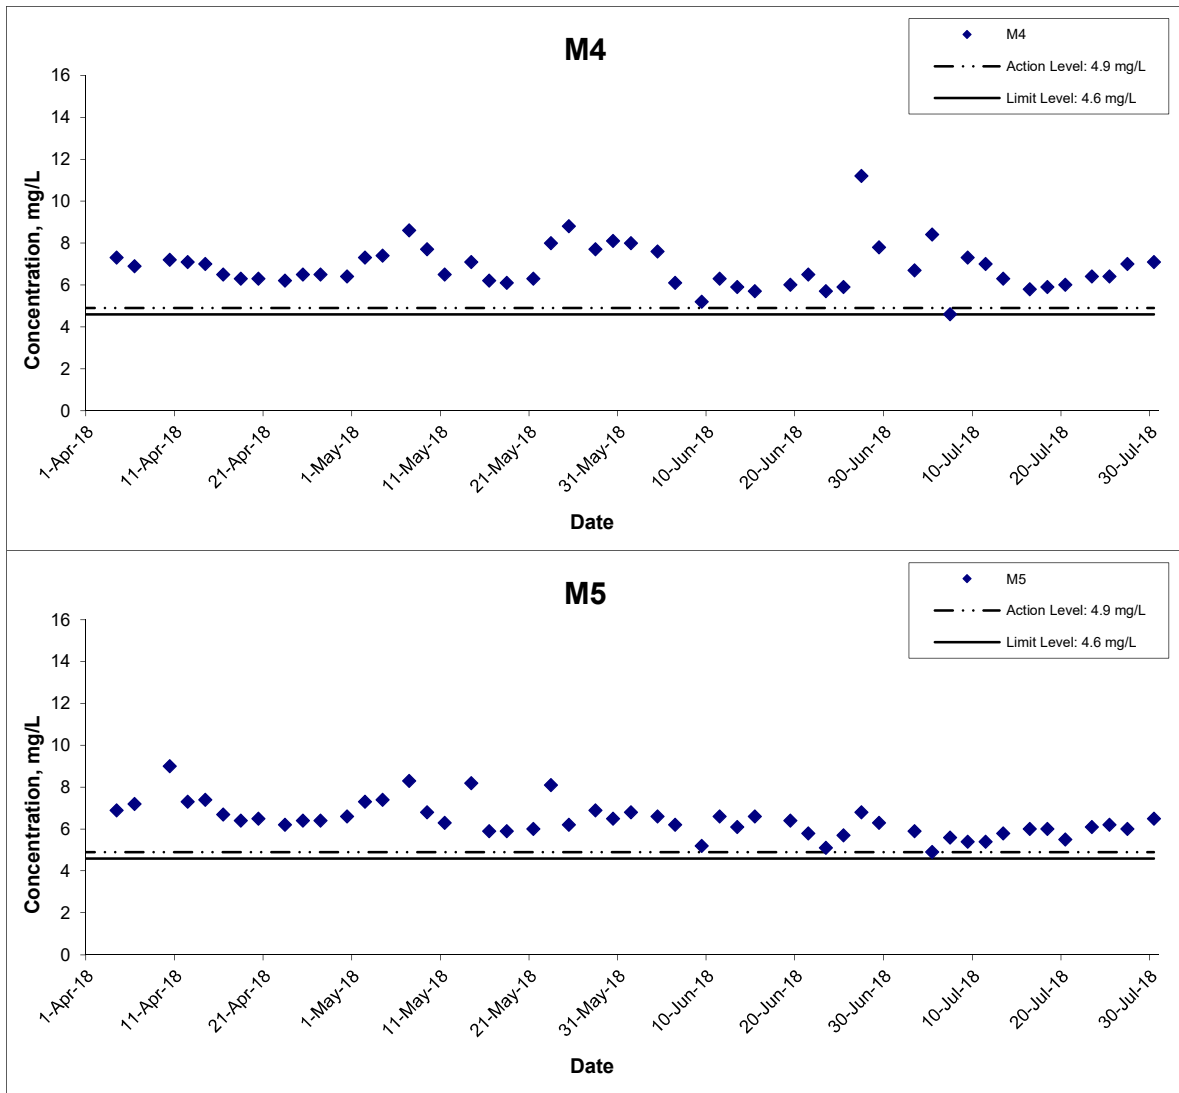 M4
M4
Action Level: 4.9 mg/L
Limit Level: 4.6 mg/L
Concentration, mg/L
16
14
12
10
8
6
4
2
0
1-Apr-18
11-Apr-18
21-Apr-18
1-May-18
11-May-18
21-May-18
31-May-18
10-Jun-18
20-Jun-18
30-Jun-18
10-Jul-18
20-Jul-18
30-Jul-18
Date
M5
M5
Action Level: 4.9 mg/L
Limit Level: 4.6 mg/L
Concentration, mg/L
16
14
12
10
8
6
4
2
0
1-Apr-18
11-Apr-18
21-Apr-18
1-May-18
11-May-18
21-May-18
31-May-18
10-Jun-18
20-Jun-18
30-Jun-18
10-Jul-18
20-Jul-18
30-Jul-18
Date